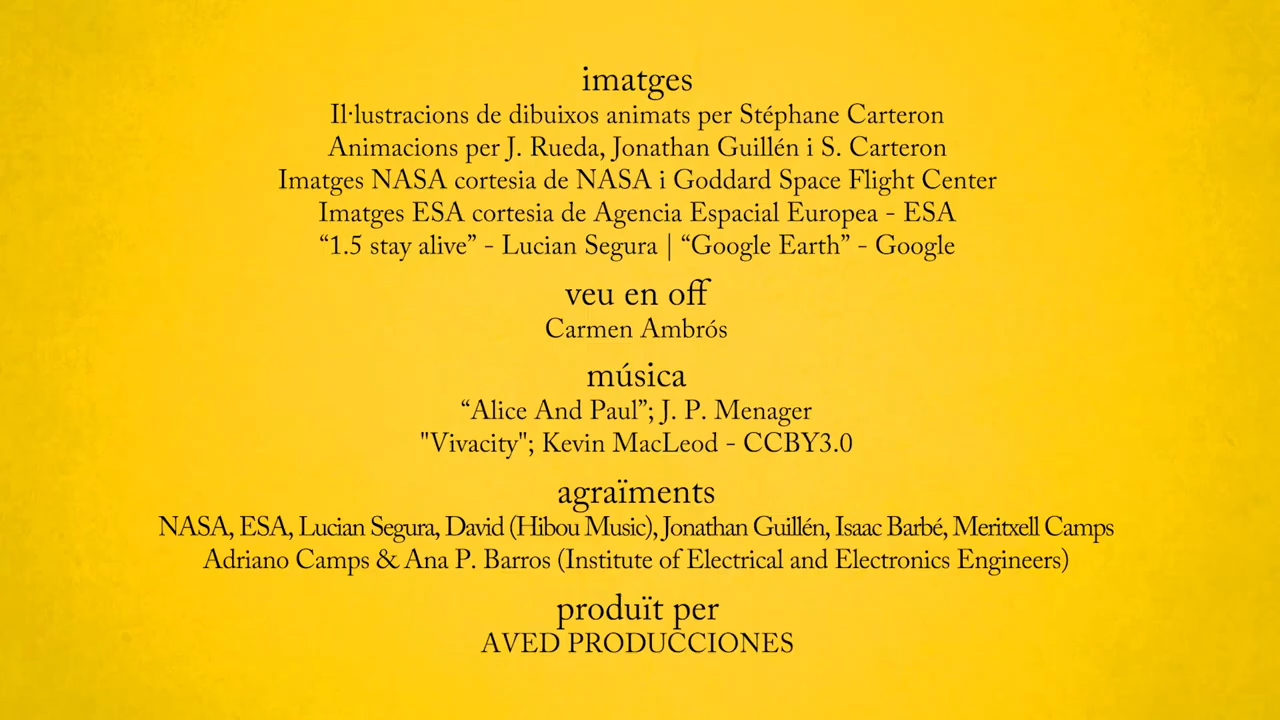 imatges
Il·lustracions de dibuixos animats per Stéphane Carteron
Animacions per J. Rueda, Jonathan Guillén i S. Carteron
Imatges NASA cortesia de NASA i Goddard Space Flight Center
Imatges ESA cortesia de Agencia Espacial Europea - ESA
“1.5 stay alive” - Lucian Segura | “Google Earth” - Google
veu en off
Carmen Ambrós
música
“Alice And Paul”; J. P. Menager
"Vivacity"; Kevin MacLeod - CCBY3.0
agraïments
NASA, ESA, Lucian Segura, David (Hibou Music), Jonathan Guillén, Isaac Barbé, Meritxell Camps
Adriano Camps & Ana P. Barros (Institute of Electrical and Electronics Engineers)
produït per
AVED PRODUCCIONES